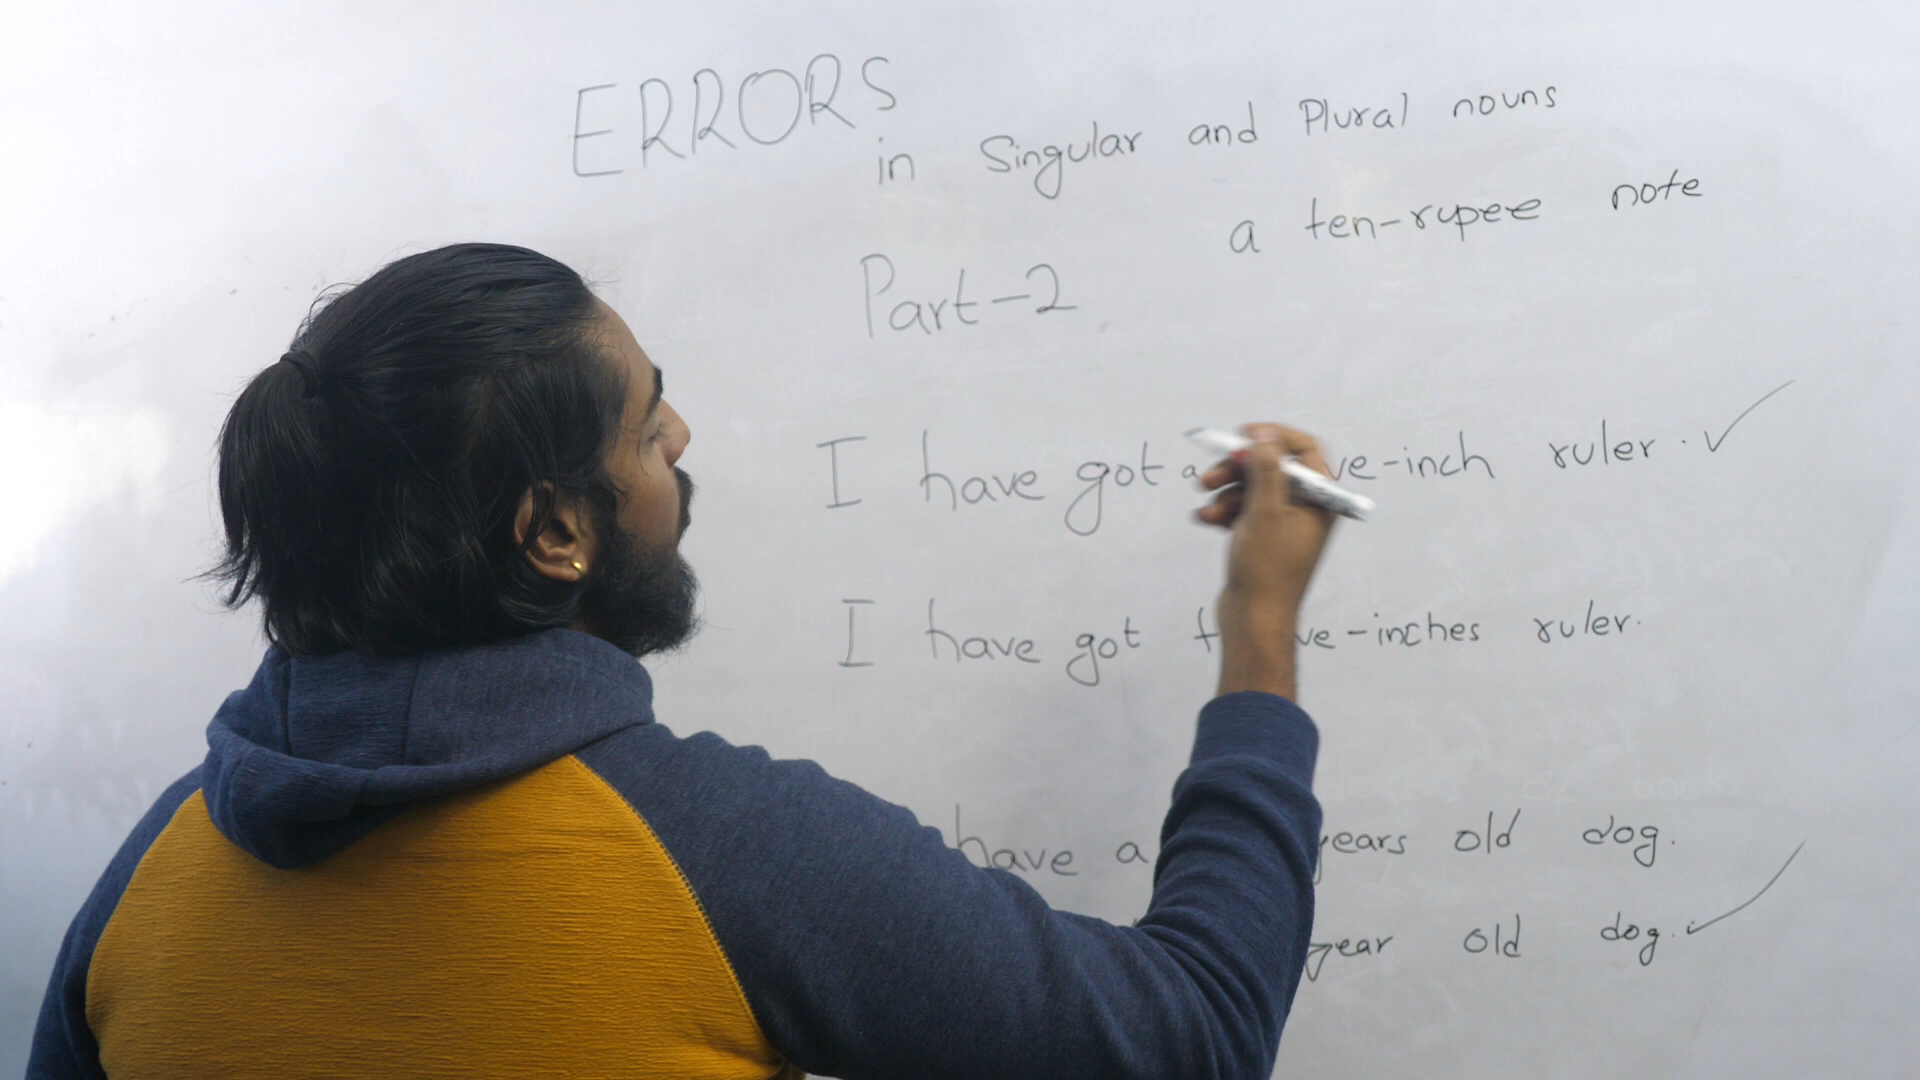 ERRORS
in Singular and Plural nouns
a ten-rupee note
Part-2
I have got a ve-inch ruler.
I have got ve-inches ruler.
have a years old dog.
year old dog.